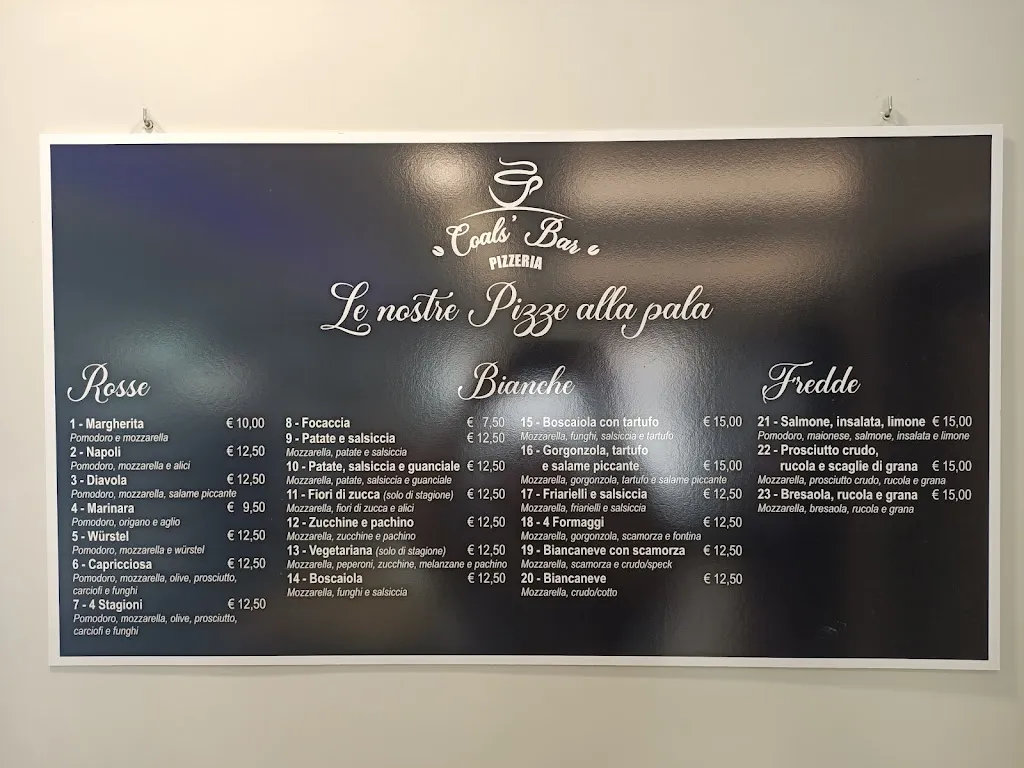 Coals' Bar
PIZZERIA
Le nostre Pizze alla pala
Rosse
1 - Margherita € 10,00
Pomodoro e mozzarella
2 - Napoli € 12,50
Pomodoro, mozzarella e alici
3 - Diavola € 12,50
Pomodoro, mozzarella, salame piccante
4 - Marinara € 9,50
Pomodoro, origano e aglio
5 - Würstel € 12,50
Pomodoro, mozzarella e würstel
6 - Capricciosa € 12,50
Pomodoro, mozzarella, olive, prosciutto,
carciofi e funghi
7 - 4 Stagioni € 12,50
Pomodoro, mozzarella, olive, prosciutto,
carciofi e funghi
Bianche
8 - Focaccia € 7,50
9 - Patate e salsiccia € 12,50
Mozzarella, patate e salsiccia
10 - Patate, salsiccia e guanciale € 12,50
Mozzarella, patate, salsiccia e guanciale
11 - Fiori di zucca (solo di stagione) € 12,50
Mozzarella, fiori di zucca e alici
12 - Zucchine e pachino € 12,50
Mozzarella, zucchine e pachino
13 - Vegetariana (solo di stagione) € 12,50
Mozzarella, peperoni, zucchine, melanzane e pachino
14 - Boscaiola € 12,50
Mozzarella, funghi e salsiccia
15 - Boscaiola con tartufo € 15,00
Mozzarella, funghi, salsiccia e tartufo
16 - Gorgonzola, tartufo
e salame piccante € 15,00
Mozzarella, gorgonzola, tartufo e salame piccante
17 - Friarielli e salsiccia € 12,50
Mozzarella, friarielli e salsiccia
18 - 4 Formaggi € 12,50
Mozzarella, gorgonzola, scamorza e fontina
19 - Biancaneve con scamorza € 12,50
Mozzarella, scamorza e crudo/speck
20 - Biancaneve € 12,50
Mozzarella, crudo/cotto
Fredde
21 - Salmone, insalata, limone € 15,00
Pomodoro, maionese, salmone, insalata e limone
22 - Prosciutto crudo,
rucola e scaglie di grana € 15,00
Mozzarella, prosciutto crudo, rucola e grana
23 - Bresaola, rucola e grana € 15,00
Mozzarella, bresaola, rucola e grana